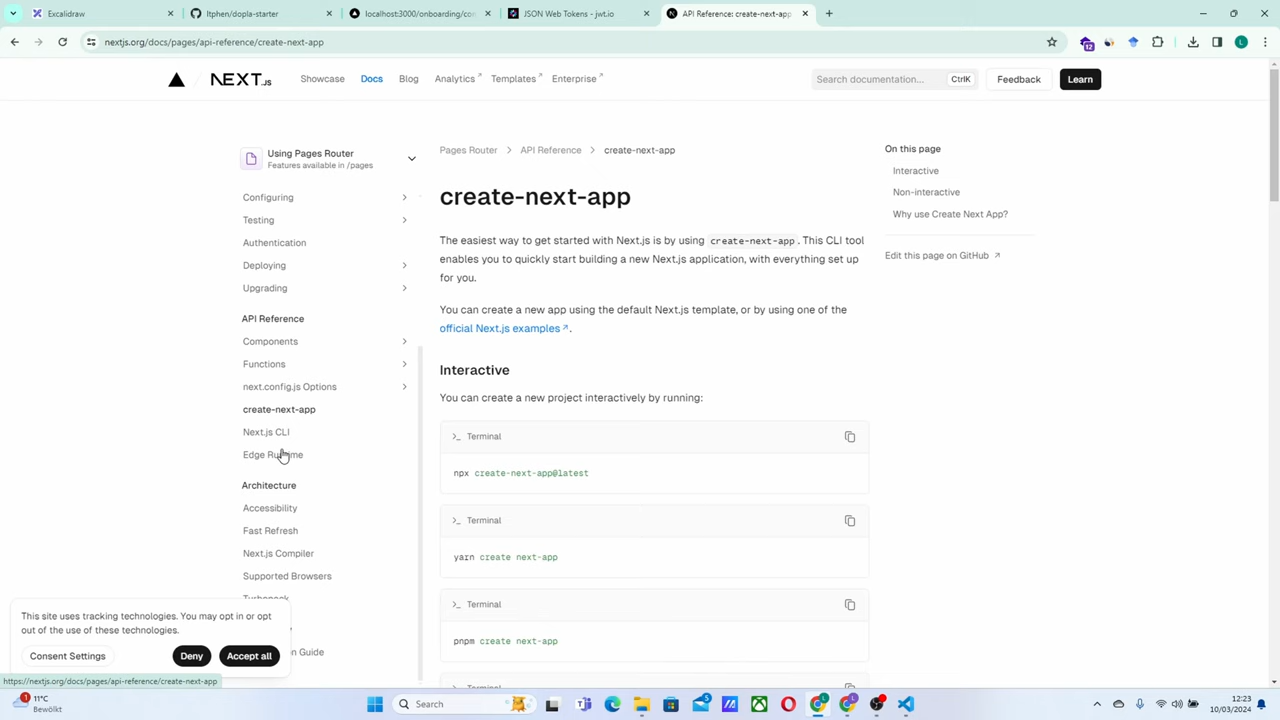 Excalidraw
ltphen/dopla-starter
localhost:3000/onboarding/co
JSON Web Tokens - jwt.io
API Reference: create-next-app
nextjs.org/docs/pages/api-reference/create-next-app
12
NEXT.JS
Showcase
Docs
Blog
Analytics
Templates
Enterprise
Search documentation...
CtrlK
Feedback
Learn
Using Pages Router
Features available in /pages
Configuring
Testing
Authentication
Deploying
Upgrading
API Reference
Components
Functions
next.config.js Options
create-next-app
Next.js CLI
Edge Runtime
Architecture
Accessibility
Fast Refresh
Next.js Compiler
Supported Browsers
Turbopack
n Guide
Pages Router > API Reference > create-next-app
create-next-app
The easiest way to get started with Next.js is by using create-next-app. This CLI tool
enables you to quickly start building a new Next.js application, with everything set up
for you.
You can create a new app using the default Next.js template, or by using one of the
official Next.js examples.
Interactive
You can create a new project interactively by running:
Terminal
npx create-next-app@latest
Terminal
yarn create next-app
Terminal
pnpm create next-app
Terminal
On this page
Interactive
Non-interactive
Why use Create Next App?
Edit this page on GitHub
This site uses tracking technologies. You may opt in or opt
out of the use of these technologies.
Consent Settings
Deny
Accept all
https://nextjs.org/docs/pages/api-reference/create-next-app
1
11°C
Bewölkt
Search
5
12:23
10/03/2024